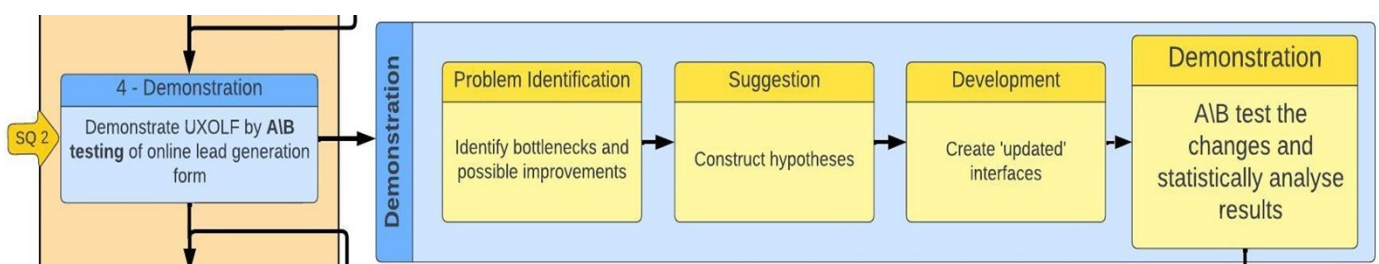 SQ 2
4 - Demonstration
Demonstrate UXOLF by A\B
testing of online lead generation
form
Demonstration
Problem Identification
Identify bottlenecks and
possible improvements
Suggestion
Construct hypotheses
Development
Create 'updated'
interfaces
Demonstration
A\B test the
changes and
statistically analyse
results